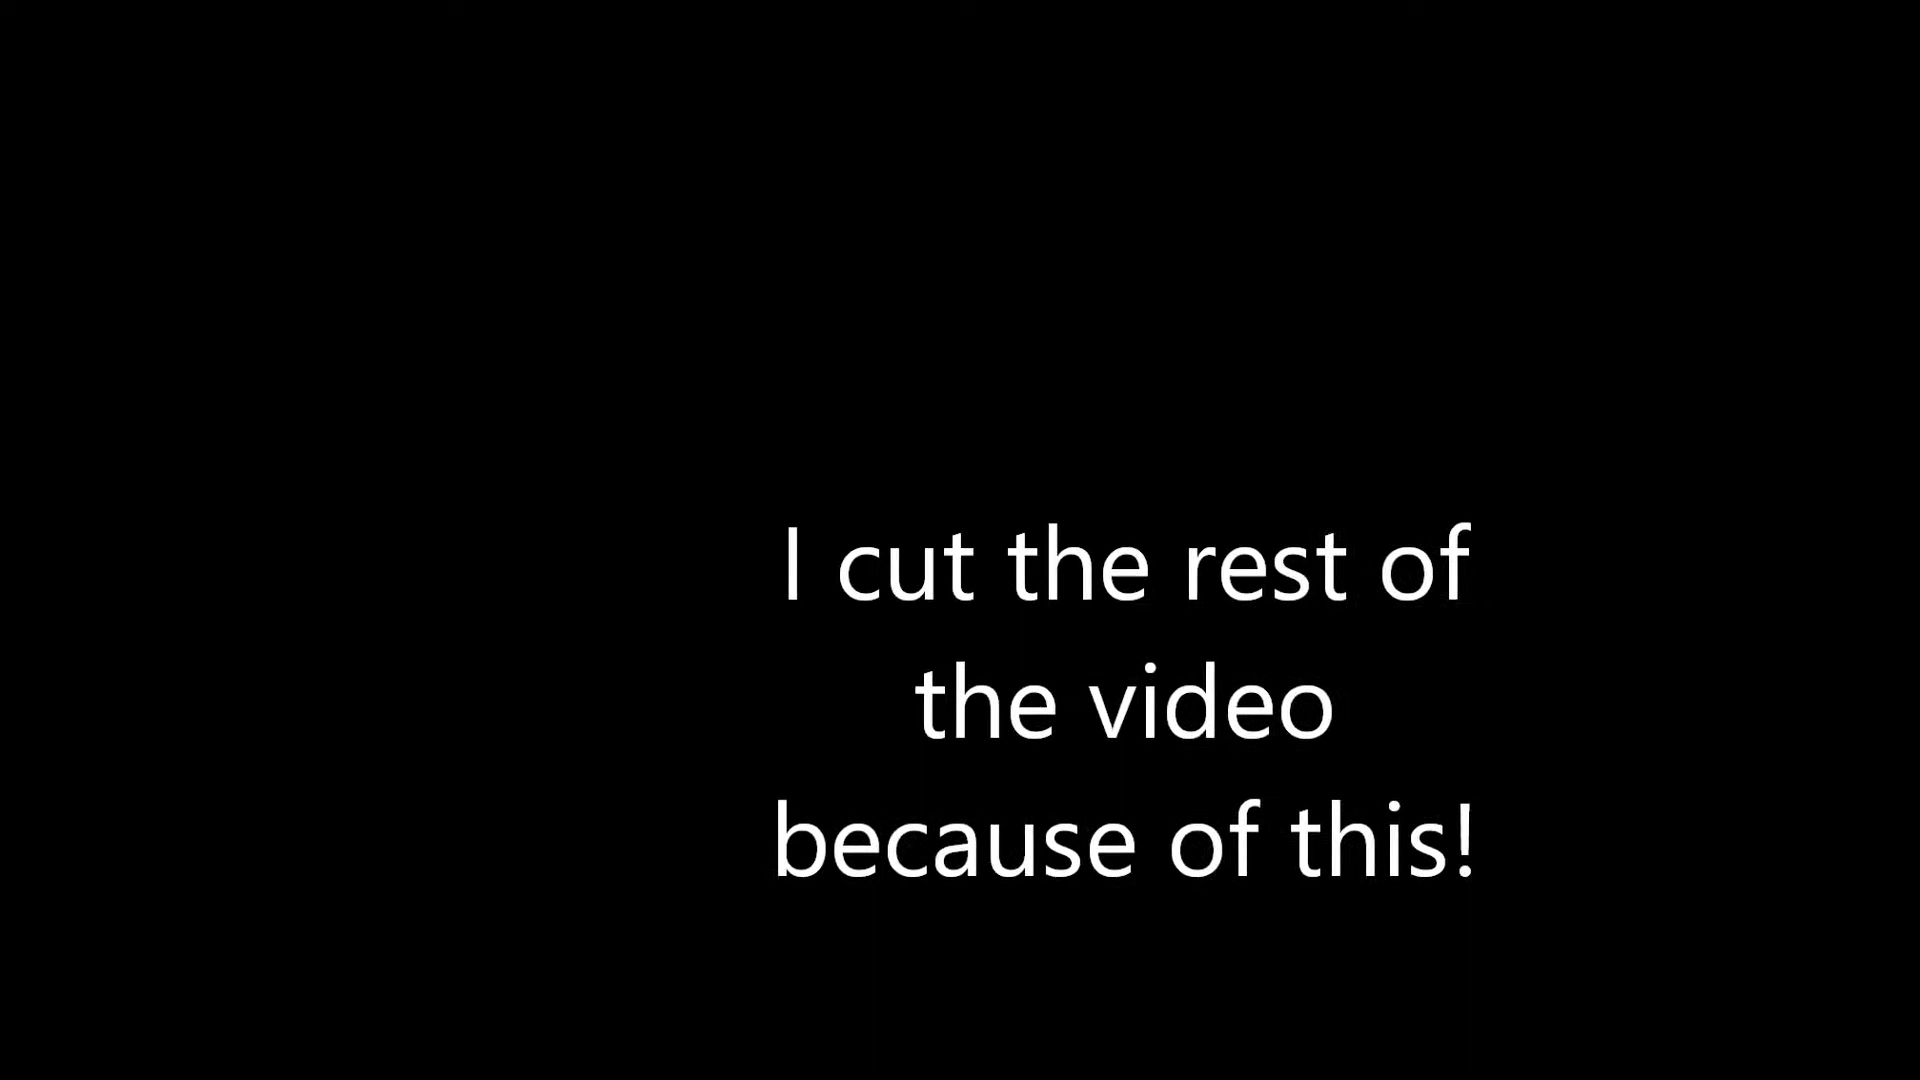 I cut the rest of
the video
because of this!